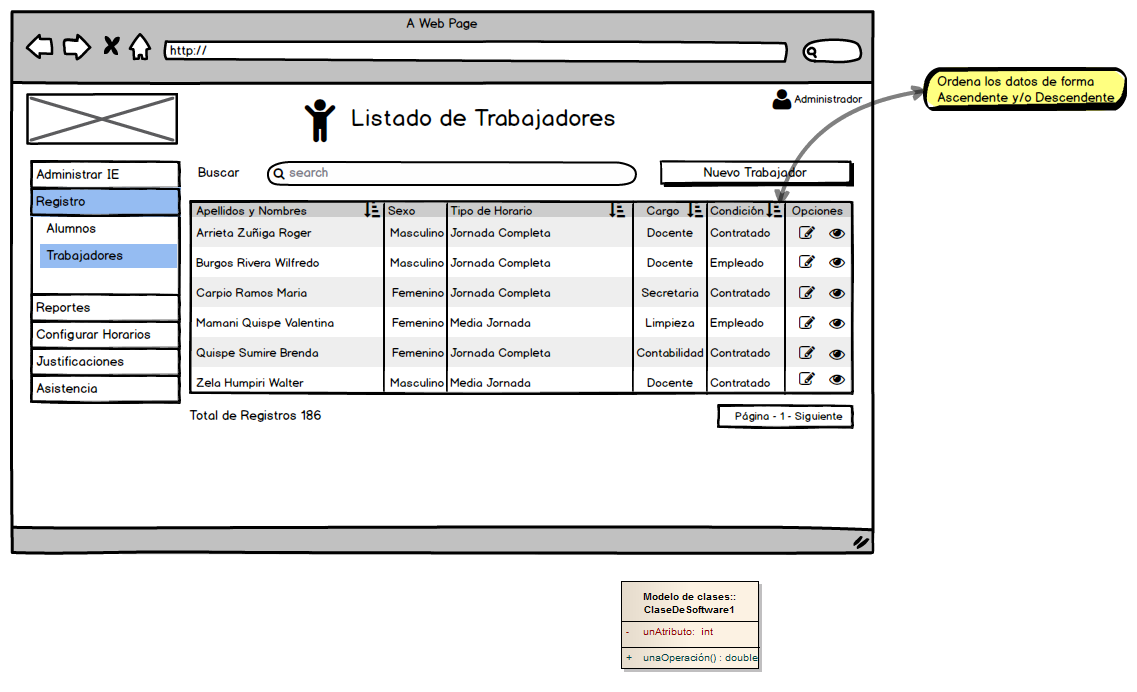 A Web Page
http://
Ordena los datos de forma
Ascendente y/o Descendente
Administrador
Listado de Trabajadores
Administrar IE
Registro
Alumnos
Trabajadores
Reportes
Configurar Horarios
Justificaciones
Asistencia
Buscar search Nuevo Trabajador
Apellidos y Nombres Sexo Tipo de Horario Cargo Condición Opciones
Arrieta Zuñiga Roger Masculino Jornada Completa Docente Contratado
Burgos Rivera Wilfredo Masculino Jornada Completa Docente Empleado
Carpio Ramos Maria Femenino Jornada Completa Secretaria Contratado
Mamani Quispe Valentina Femenino Media Jornada Limpieza Empleado
Quispe Sumire Brenda Femenino Jornada Completa Contabilidad Contratado
Zela Humpiri Walter Masculino Media Jornada Docente Contratado
Total de Registros 186 Página - 1 - Siguiente
Modelo de clases::
ClaseDeSoftware1
- unAtributo: int
+ unaOperación() : double